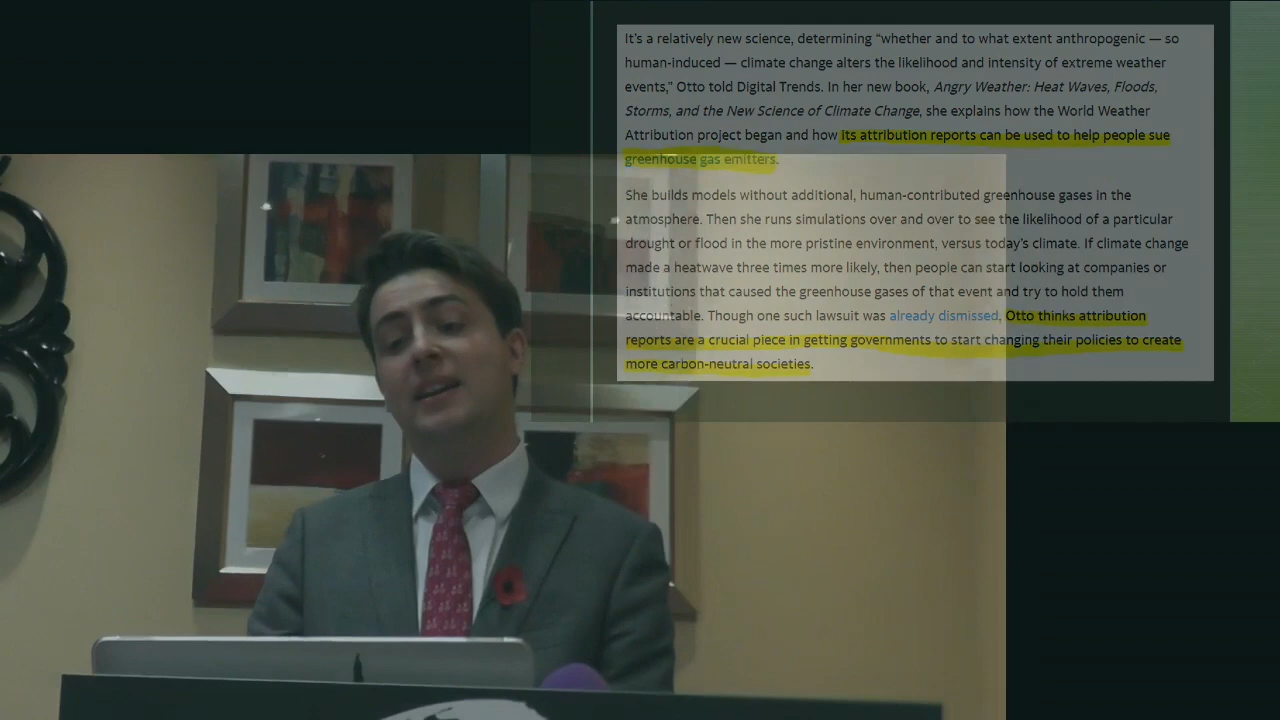 It's a relatively new science, determining “whether and to what extent anthropogenic — so
human-induced — climate change alters the likelihood and intensity of extreme weather
events,” Otto told Digital Trends. In her new book, Angry Weather: Heat Waves, Floods,
Storms, and the New Science of Climate Change, she explains how the World Weather
Attribution project began and how its attribution reports can be used to help people sue
greenhouse gas emitters.
She builds models without additional, human-contributed greenhouse gases in the
atmosphere. Then she runs simulations over and over to see the likelihood of a particular
drought or flood in the more pristine environment, versus today's climate. If climate change
made a heatwave three times more likely, then people can start looking at companies or
institutions that caused the greenhouse gases of that event and try to hold them
accountable. Though one such lawsuit was already dismissed, Otto thinks attribution
reports are a crucial piece in getting governments to start changing their policies to create
more carbon-neutral societies.